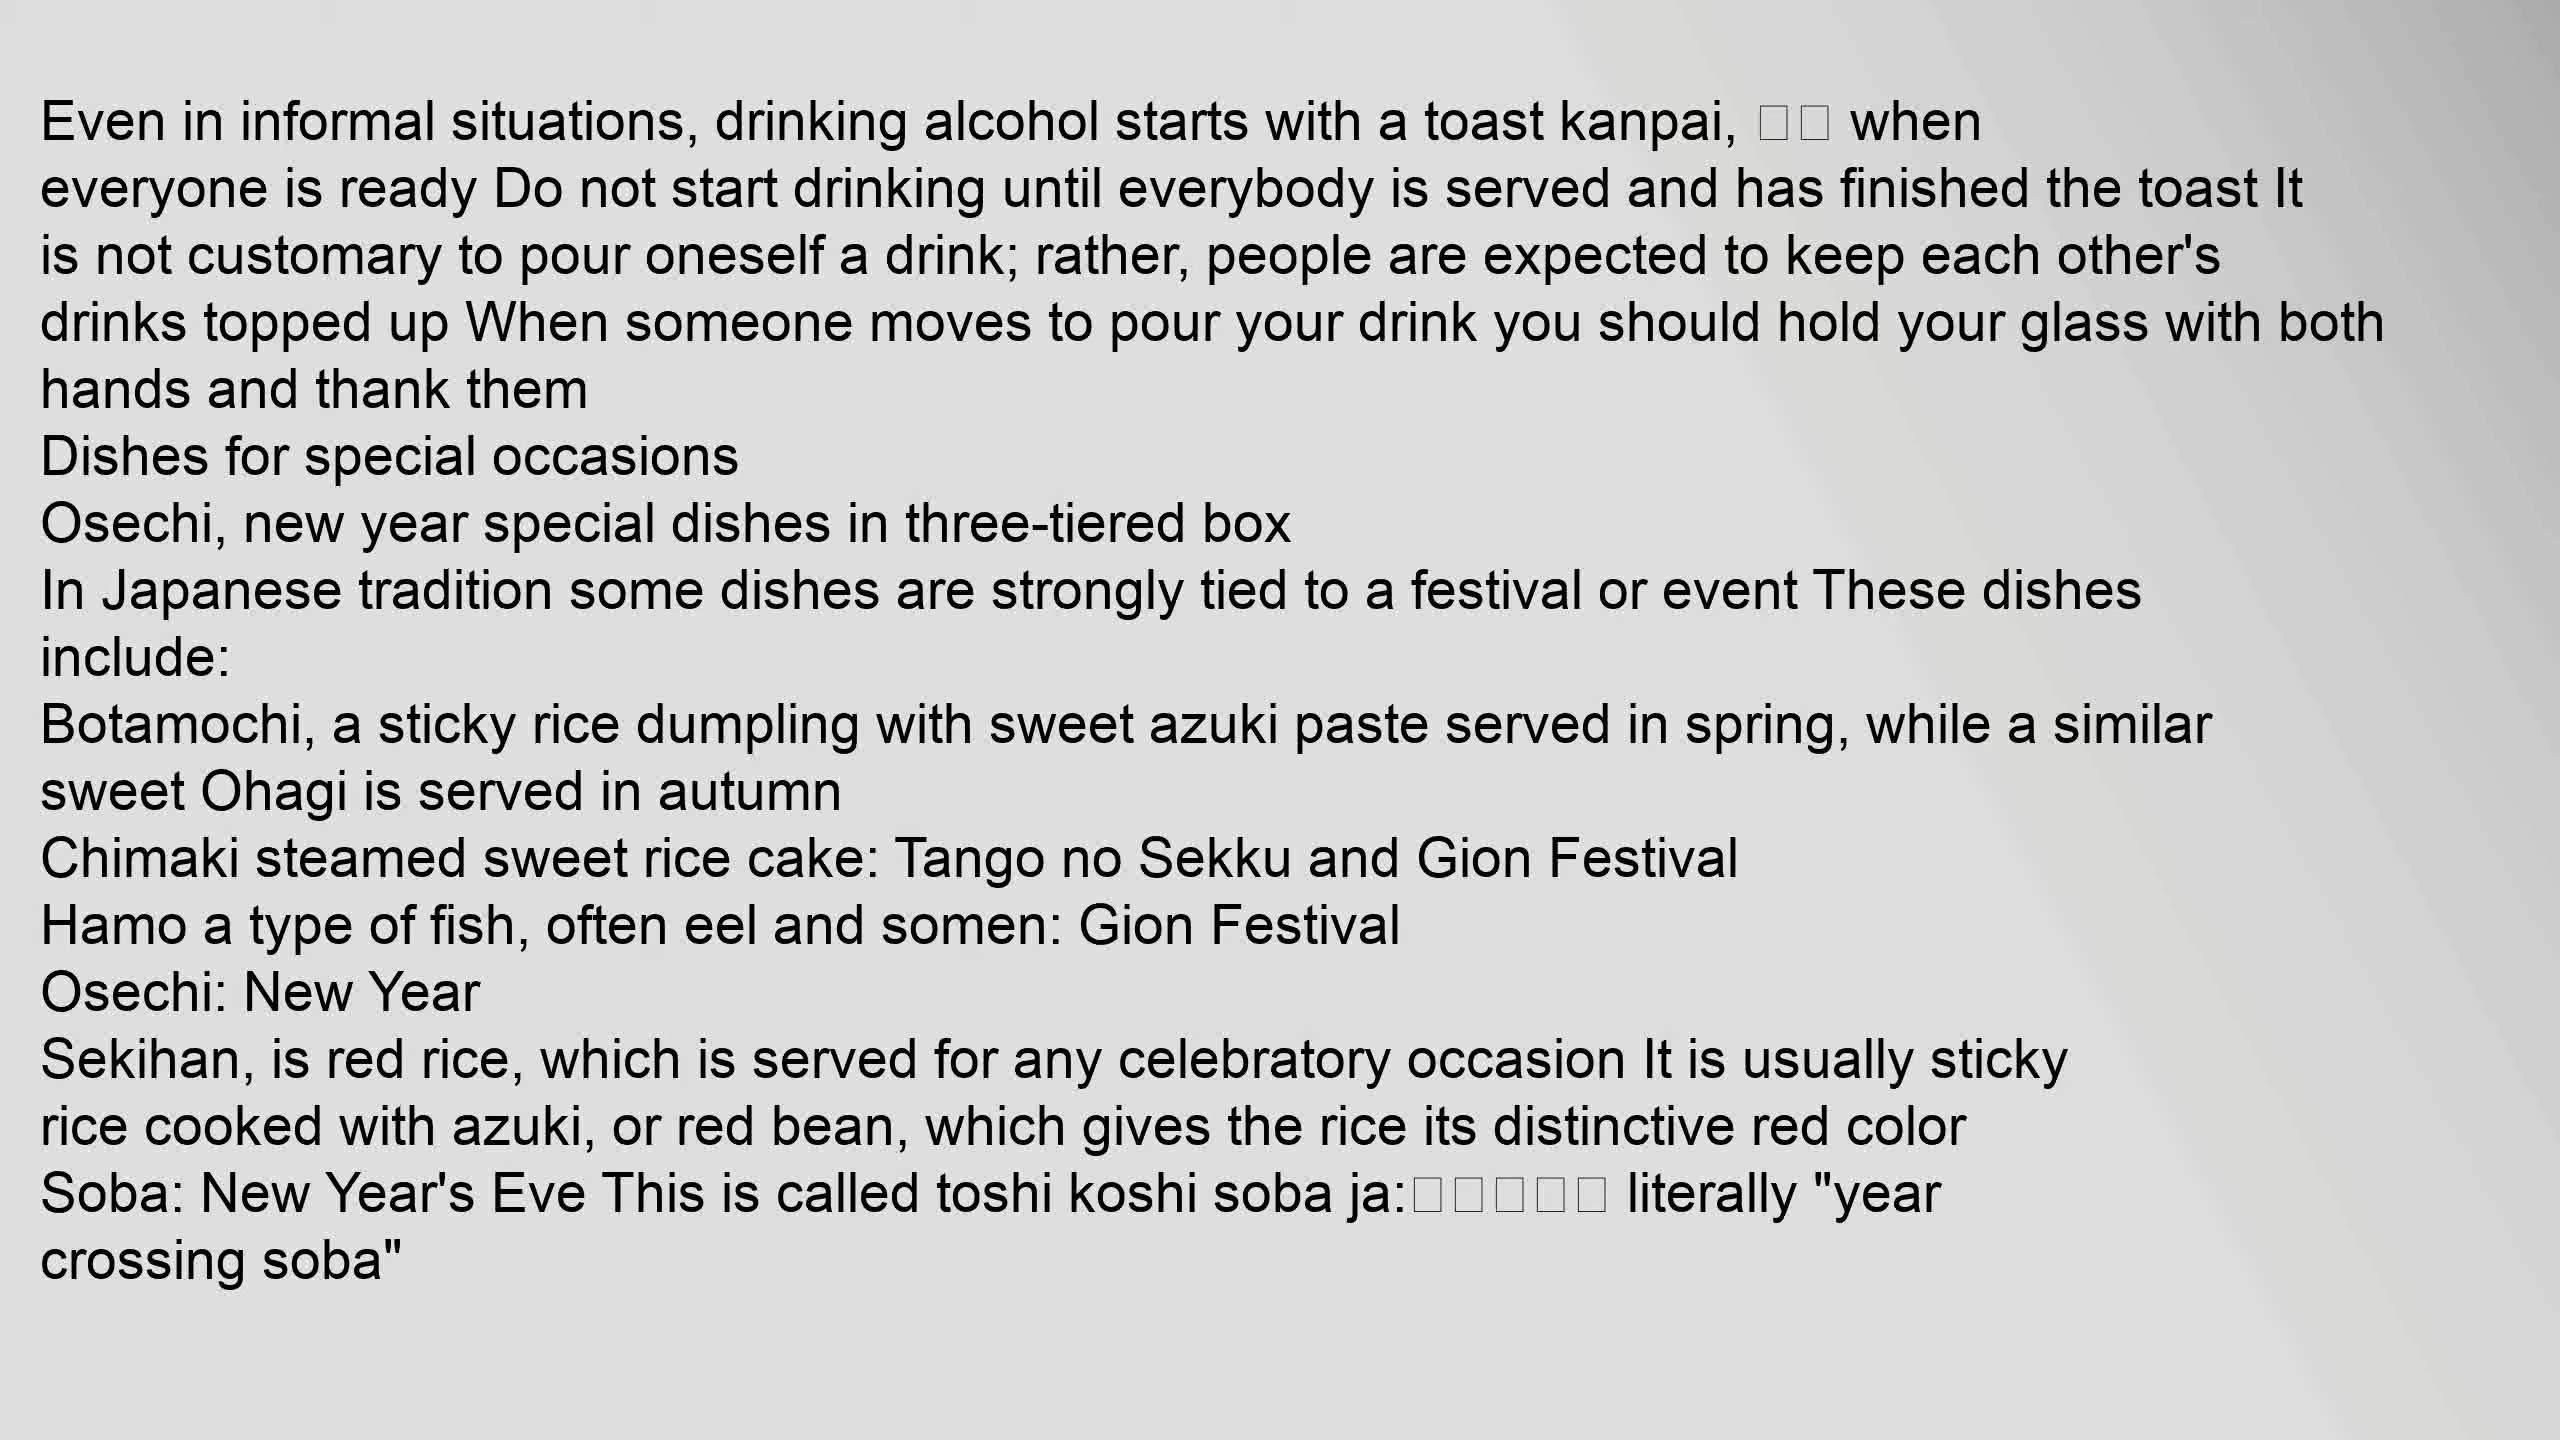 Even in informal situations, drinking alcohol starts with a toast kanpai, □□ when
everyone is ready Do not start drinking until everybody is served and has finished the toast It
is not customary to pour oneself a drink; rather, people are expected to keep each other's
drinks topped up When someone moves to pour your drink you should hold your glass with both
hands and thank them
Dishes for special occasions
Osechi, new year special dishes in three-tiered box
In Japanese tradition some dishes are strongly tied to a festival or event These dishes
include:
Botamochi, a sticky rice dumpling with sweet azuki paste served in spring, while a similar
sweet Ohagi is served in autumn
Chimaki steamed sweet rice cake: Tango no Sekku and Gion Festival
Hamo a type of fish, often eel and somen: Gion Festival
Osechi: New Year
Sekihan, is red rice, which is served for any celebratory occasion It is usually sticky
rice cooked with azuki, or red bean, which gives the rice its distinctive red color
Soba: New Year's Eve This is called toshi koshi soba ja:□□□□□ literally "year
crossing soba"